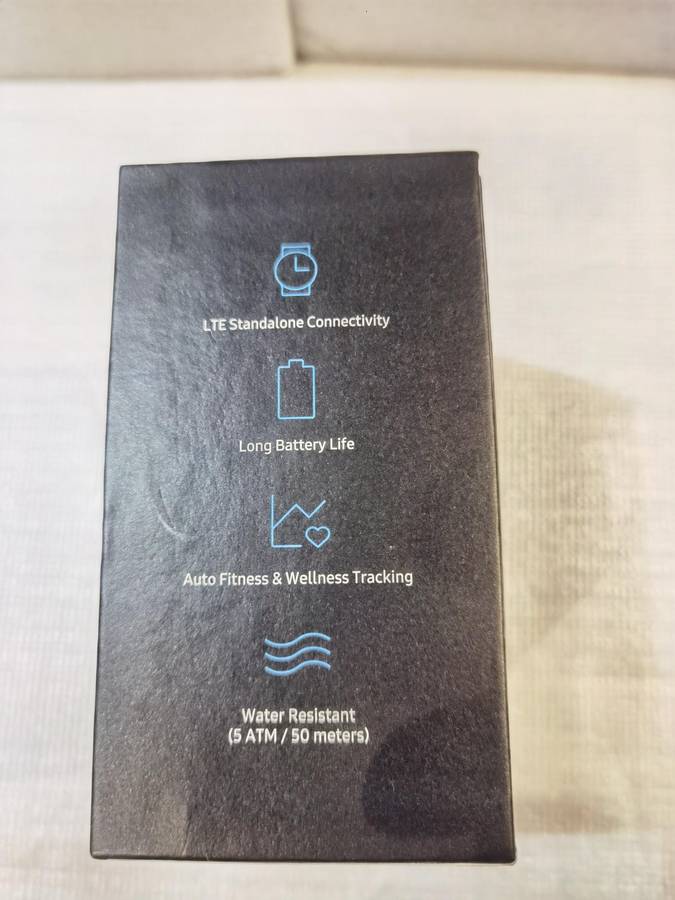 LTE Standalone Connectivity
Long Battery Life
Auto Fitness & Wellness Tracking
Water Resistant
(5 ATM / 50 meters)